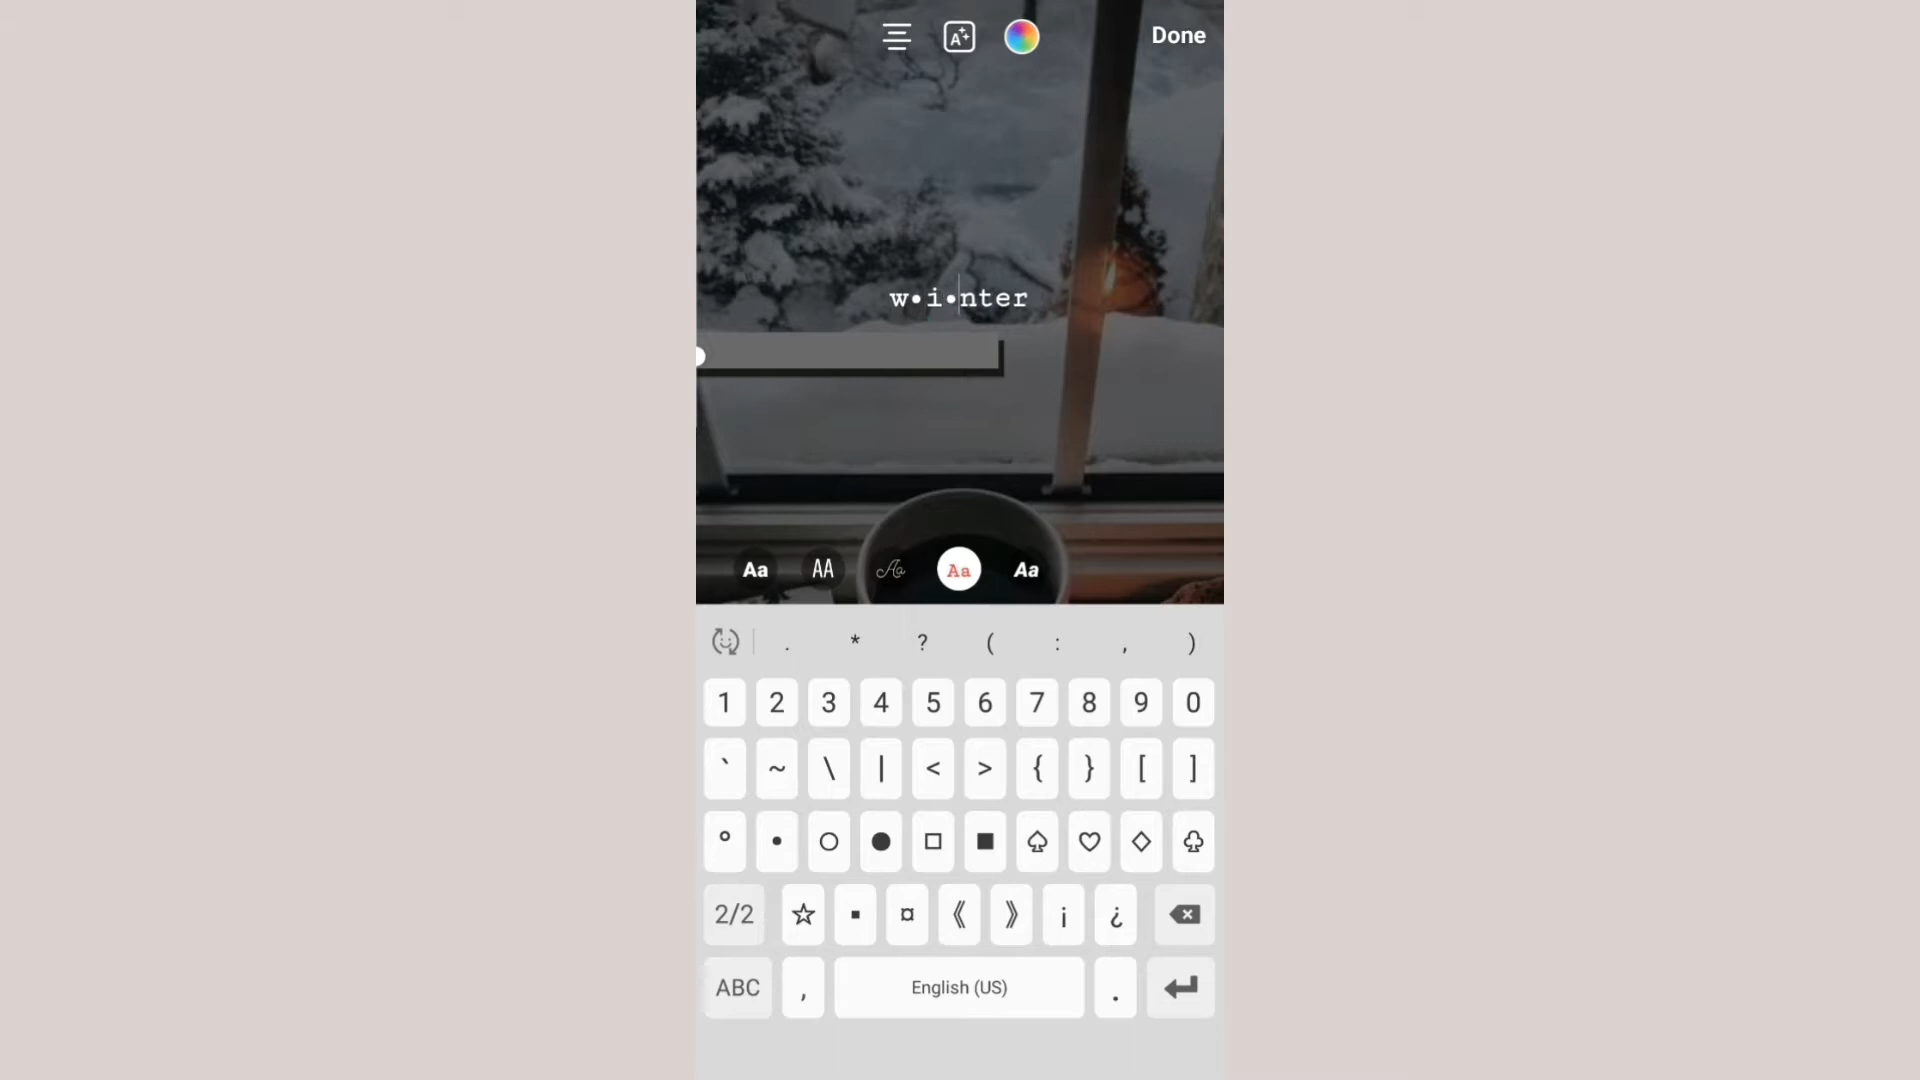 Done
w•i•nter
Aa AA Aa Aa Aa
. * ? ( : , )
1 2 3 4 5 6 7 8 9 0
` ~ \ | < > { } [ ]
° • ○ ● □ ■ ♤ ♡ ◇ ♧
2/2 ☆ ▪ ¤ 《 》 ¡ ¿
ABC , English (US) .